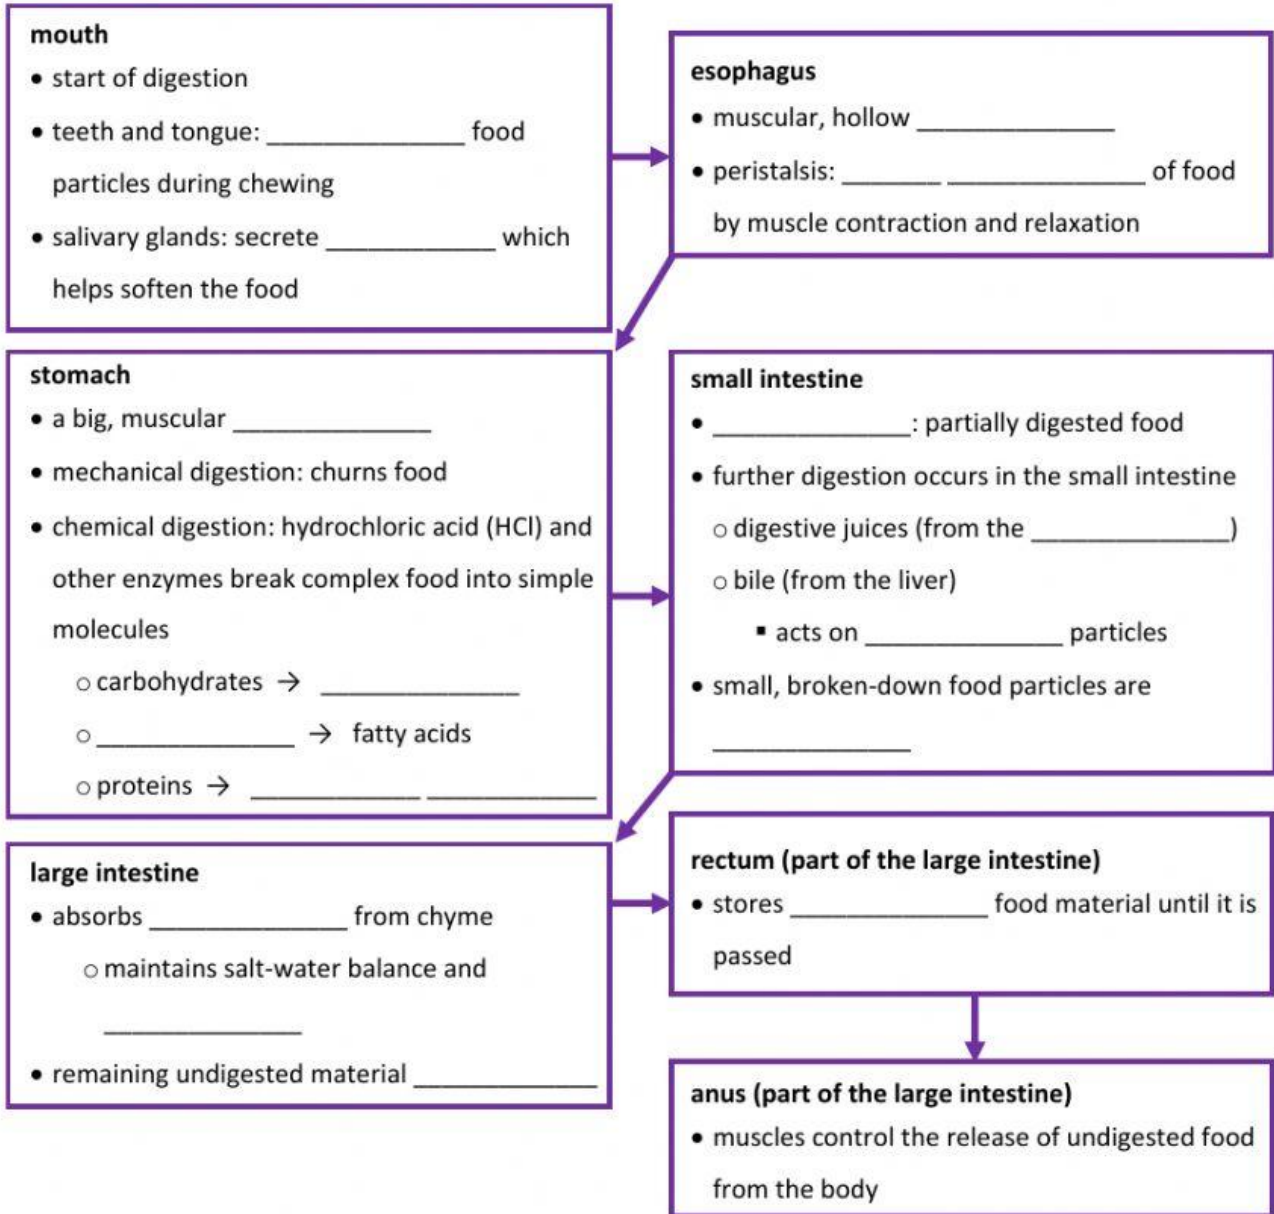 mouth
• start of digestion
• teeth and tongue: ______________ food
particles during chewing
• salivary glands: secrete ____________ which
helps soften the food
esophagus
• muscular, hollow ______________
• peristalsis: _______ ______________ of food
by muscle contraction and relaxation
stomach
• a big, muscular ______________
• mechanical digestion: churns food
• chemical digestion: hydrochloric acid (HCl) and
other enzymes break complex food into simple
molecules
○ carbohydrates → ______________
○ ______________ → fatty acids
○ proteins → ____________ ____________
small intestine
• ______________: partially digested food
• further digestion occurs in the small intestine
○ digestive juices (from the ______________)
○ bile (from the liver)
▪ acts on ______________ particles
• small, broken-down food particles are
______________
large intestine
• absorbs ______________ from chyme
○ maintains salt-water balance and
______________
• remaining undigested material _____________
rectum (part of the large intestine)
• stores ______________ food material until it is
passed
anus (part of the large intestine)
• muscles control the release of undigested food
from the body